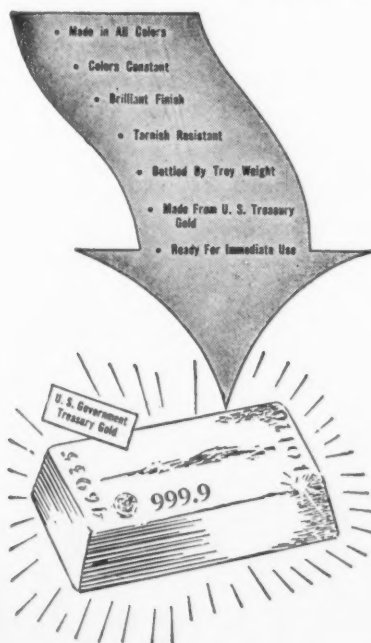 • Made in All Colors
• Colors Constant
• Brilliant Finish
• Tarnish Resistant
• Bottled By Troy Weight
• Made From U. S. Treasury
Gold
• Ready For Immediate Use
U. S. Government
Treasury Gold
999.9